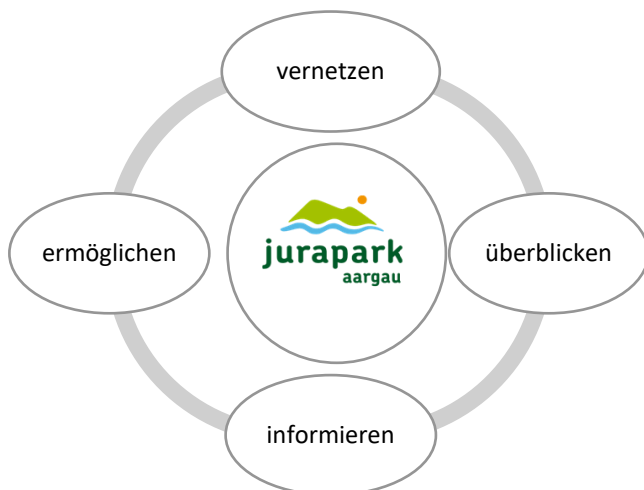 vernetzen
ermöglichen
jurapark
aargau
überblicken
informieren